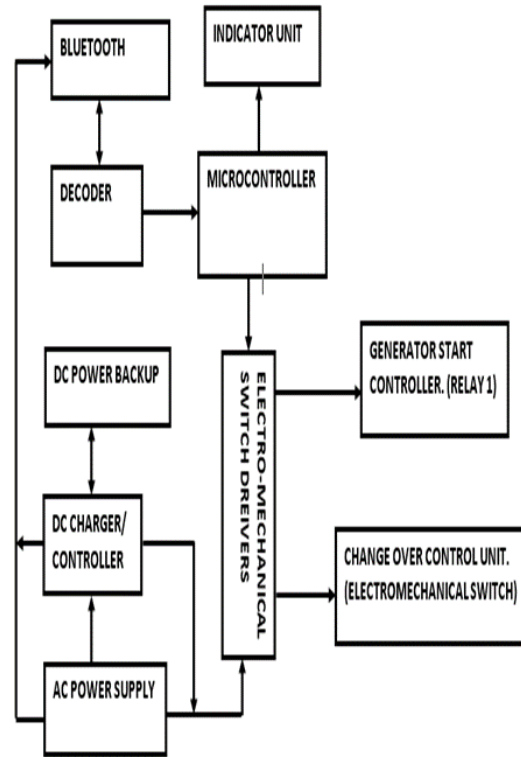 BLUETOOTH
INDICATOR UNIT
DECODER
MICROCONTROLLER
GENERATOR START
CONTROLLER. (RELAY 1)
DC POWER BACKUP
ELECTRO-MECHANICAL
SWITCH DREIVERS
DC CHARGER/
CONTROLLER
CHANGE OVER CONTROL UNIT.
(ELECTROMECHANICAL SWITCH)
AC POWER SUPPLY